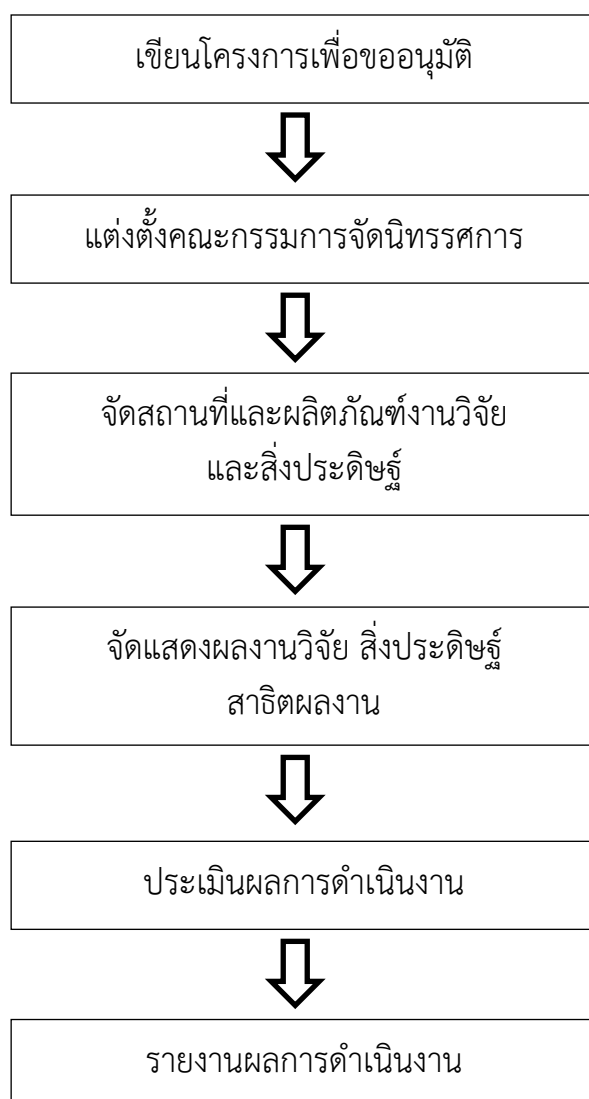 เขียนโครงการเพื่อขออนุมัติ
แต่งตั้งคณะกรรมการจัดนิทรรศการ
จัดสถานที่และผลิตภัณฑ์งานวิจัย
และสิ่งประดิษฐ์
จัดแสดงผลงานวิจัย สิ่งประดิษฐ์
สาธิตผลงาน
ประเมินผลการดำเนินงาน
รายงานผลการดำเนินงาน